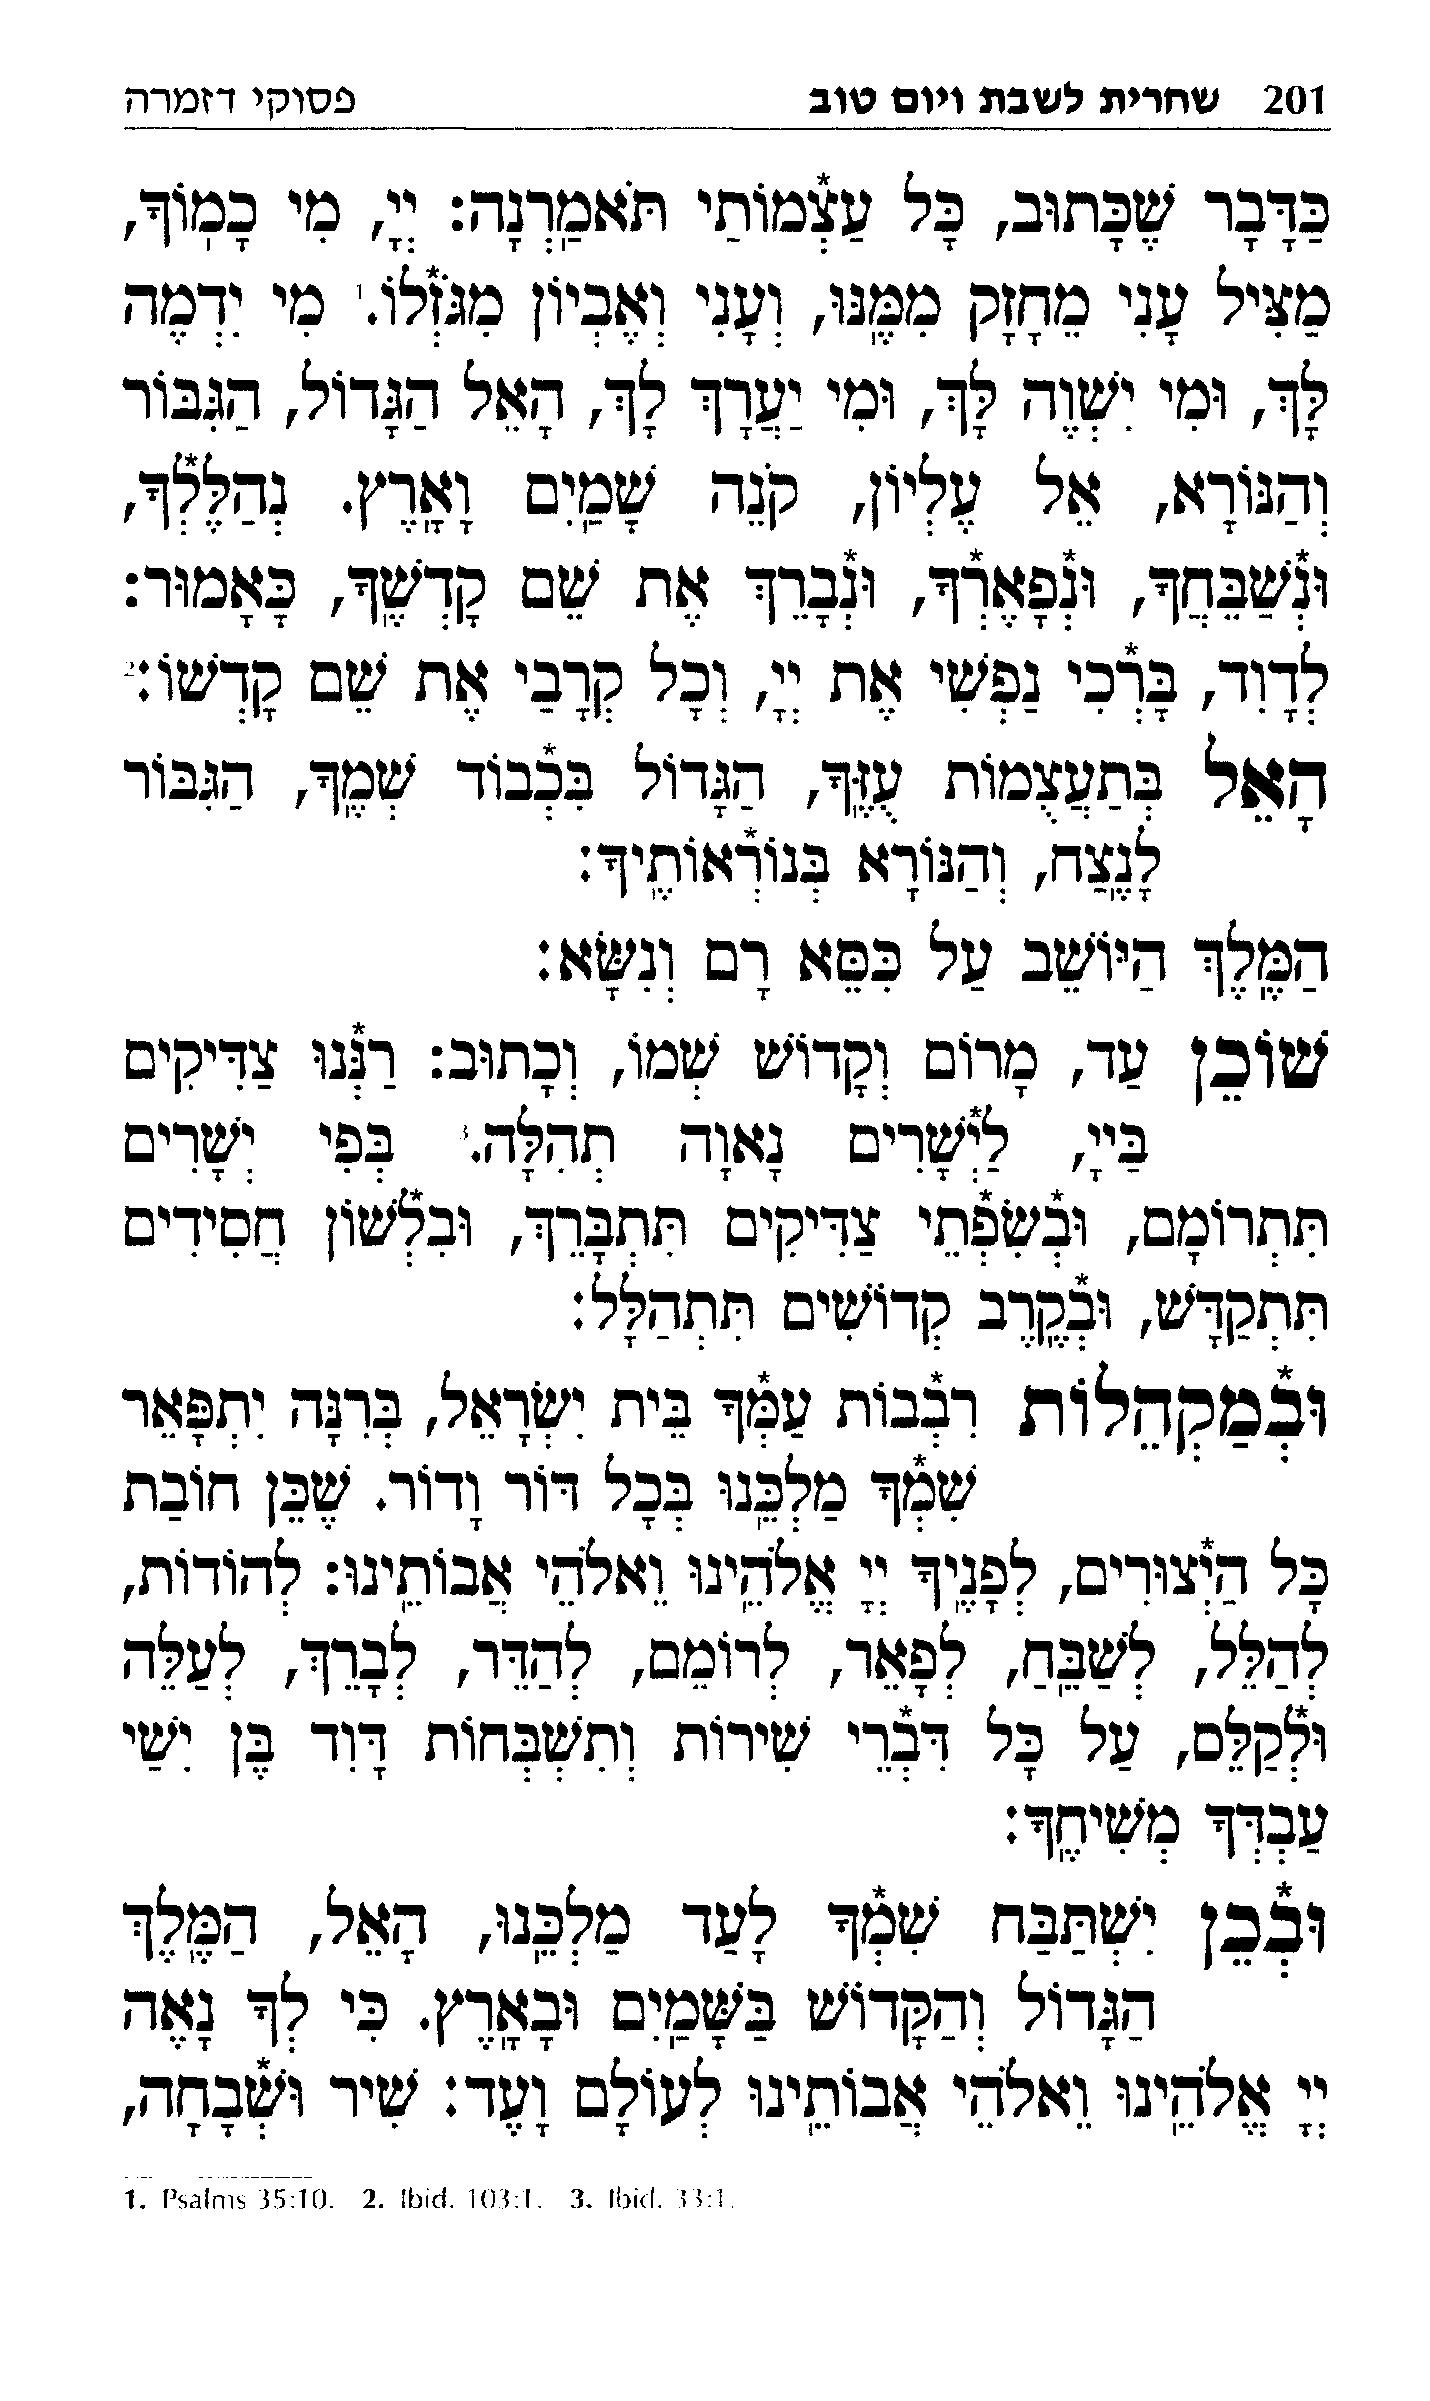 201 שחרית לשבת ויום טוב פסוקי דזמרה
כַּדָּבָר שֶׁכָּתוּב, כָּל עַצְ֯מוֹתַי תֹּאמַֽרְנָה: יְיָ, מִי כָמֽוֹךָ,
מַצִּיל עָנִי מֵחָזָק מִמֶּֽנּוּ, וְעָנִי וְאֶבְיוֹן מִגּוֹזְ֯לוֹ.¹ מִי יִדְמֶה
לָּךְ, וּמִי יִשְׁוֶה לָּךְ, וּמִי יַעֲרָךְ לָךְ, הָאֵל הַגָּדוֹל, הַגִּבּוֹר
וְהַנּוֹרָא, אֵל עֶלְיוֹן, קֹנֵה שָׁמַֽיִם וָאָֽרֶץ. נְהַלֶּלְ֯ךָ,
וּנְ֯שַׁבֵּחֲךָ, וּנְ֯פָאֶרְ֯ךָ, וּנְ֯בָרֵךְ אֶת שֵׁם קָדְשֶֽׁךָ, כָּאָמוּר:
לְדָוִד, בָּרְ֯כִי נַפְשִׁי אֶת יְיָ, וְכָל קְרָבַי אֶת שֵׁם קָדְשׁוֹ:²
הָאֵל בְּתַעֲצֻמוֹת עֻזֶּֽךָ, הַגָּדוֹל בִּכְ֯בוֹד שְׁמֶֽךָ, הַגִּבּוֹר
לָנֶֽצַח, וְהַנּוֹרָא בְּנוֹרְ֯אוֹתֶֽיךָ:
הַמֶּֽלֶךְ הַיּוֹשֵׁב עַל כִּסֵּא רָם וְנִשָּׂא:
שׁוֹכֵן עַד, מָרוֹם וְקָדוֹשׁ שְׁמוֹ, וְכָתוּב: רַנְּ֯נוּ צַדִּיקִים
בַּייָ, לַיְ֯שָׁרִים נָאוָה תְהִלָּה.³ בְּפִי יְשָׁרִים
תִּתְרוֹמָם, וּבְ֯שִׂפְ֯תֵי צַדִּיקִים תִּתְבָּרֵךְ, וּבִלְ֯שׁוֹן חֲסִידִים
תִּתְקַדָּשׁ, וּבְ֯קֶֽרֶב קְדוֹשִׁים תִּתְהַלָּל:
וּבְ֯מַקְהֵלוֹת רִבְ֯בוֹת עַמְּ֯ךָ בֵּית יִשְׂרָאֵל, בְּרִנָּה יִתְפָּאֵר
שִׁמְ֯ךָ מַלְכֵּֽנוּ בְּכָל דּוֹר וָדוֹר. שֶׁכֵּן חוֹבַת
כָּל הַיְ֯צוּרִים, לְפָנֶֽיךָ יְיָ אֱלֹהֵֽינוּ וֵאלֹהֵי אֲבוֹתֵֽינוּ: לְהוֹדוֹת,
לְהַלֵּל, לְשַׁבֵּֽחַ, לְפָאֵר, לְרוֹמֵם, לְהַדֵּר, לְבָרֵךְ, לְעַלֵּה
וּלְ֯קַלֵּם, עַל כָּל דִּבְ֯רֵי שִׁירוֹת וְתִשְׁבְּחוֹת דָּוִד בֶּן יִשַׁי
עַבְדְּךָ מְשִׁיחֶֽךָ:
וּבְ֯כֵן יִשְׁתַּבַּח שִׁמְ֯ךָ לָעַד מַלְכֵּֽנוּ, הָאֵל, הַמֶּֽלֶךְ
הַגָּדוֹל וְהַקָּדוֹשׁ בַּשָּׁמַֽיִם וּבָאָֽרֶץ. כִּי לְךָ נָאֶה
יְיָ אֱלֹהֵֽינוּ וֵאלֹהֵי אֲבוֹתֵֽינוּ לְעוֹלָם וָעֶד: שִׁיר וּשְׁ֯בָחָה,
1. Psalms 35:10. 2. Ibid. 103:1. 3. Ibid. 33:1.